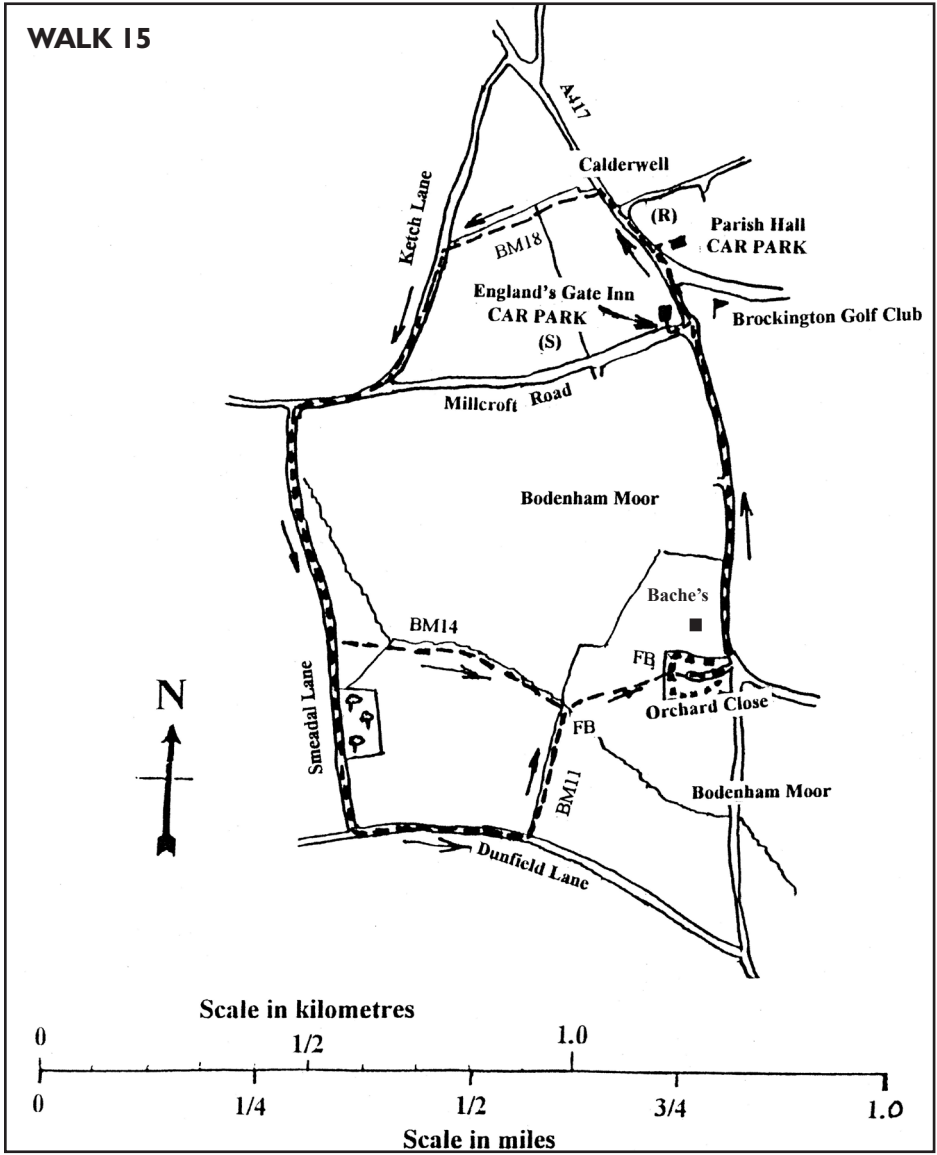 WALK 15
A417
Calderwell
Ketch Lane
(R)
Parish Hall
CAR PARK
BM18
England's Gate Inn
CAR PARK
(S)
Brockington Golf Club
Millcroft Road
Bodenham Moor
Bache's
BM14
FB
Smeadal Lane
Orchard Close
N
FB
BM11
Bodenham Moor
Dunfield Lane
Scale in kilometres
0
1/2
1.0
0
1/4
1/2
3/4
1.0
Scale in miles